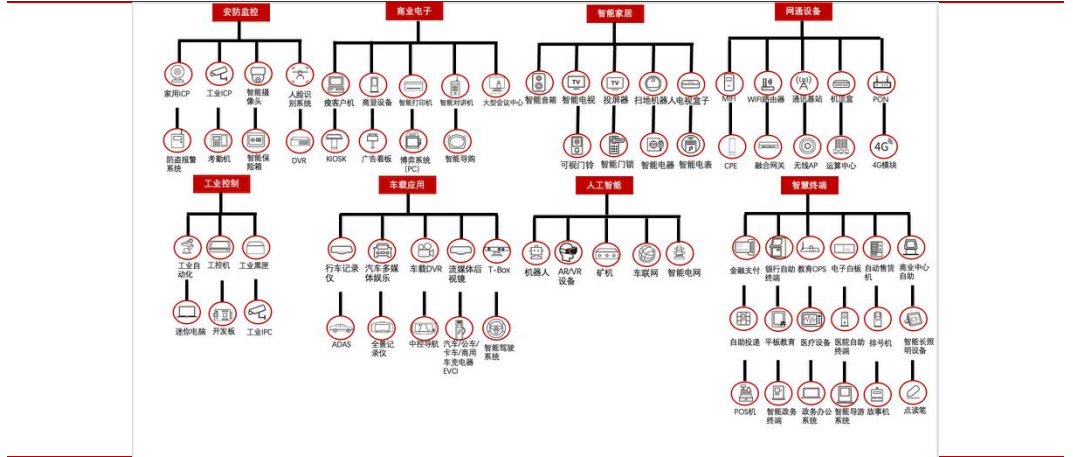 安防监控
商业电子
智能家居
网通设备
家用ICP
工业ICP
智能摄
像头
人脸识
别系统
瘦客户机
商显设备
智能打印机
智能对讲机
大型会议中心
智能音箱
智能电视
投屏器
扫地机器人
电视盒子
MIFI
WIFI路由器
通讯基站
机顶盒
PON
防盗报警
系统
考勤机
智能保
险箱
DVR
KIOSK
广告看板
博弈系统
(PC)
智能导购
可视门铃
智能门锁
智能电器
智能电表
CPE
融合网关
无线AP
运算中心
4G
4G模块
工业控制
车载应用
人工智能
智慧终端
工业自
动化
工控机
工业黑匣
行车记录
仪
汽车多媒
体娱乐
车载DVR
流媒体后
视镜
T-Box
机器人
AR/VR
设备
矿机
车联网
智能电网
金融支付
银行自助
终端
教育OPS
电子白板
自动售货
机
商业中心
自助
迷你电脑
开发板
工业IPC
ADAS
全景记
录仪
中控导航
汽车/公车/
卡车/商用
车充电器
EVCI
智能驾驶
系统
自助投递
平板教育
医疗设备
医院自助
终端
排号机
智能长照
明设备
POS机
智能政务
终端
政务办公
系统
智能导游
系统
故事机
点读笔
TV
TV